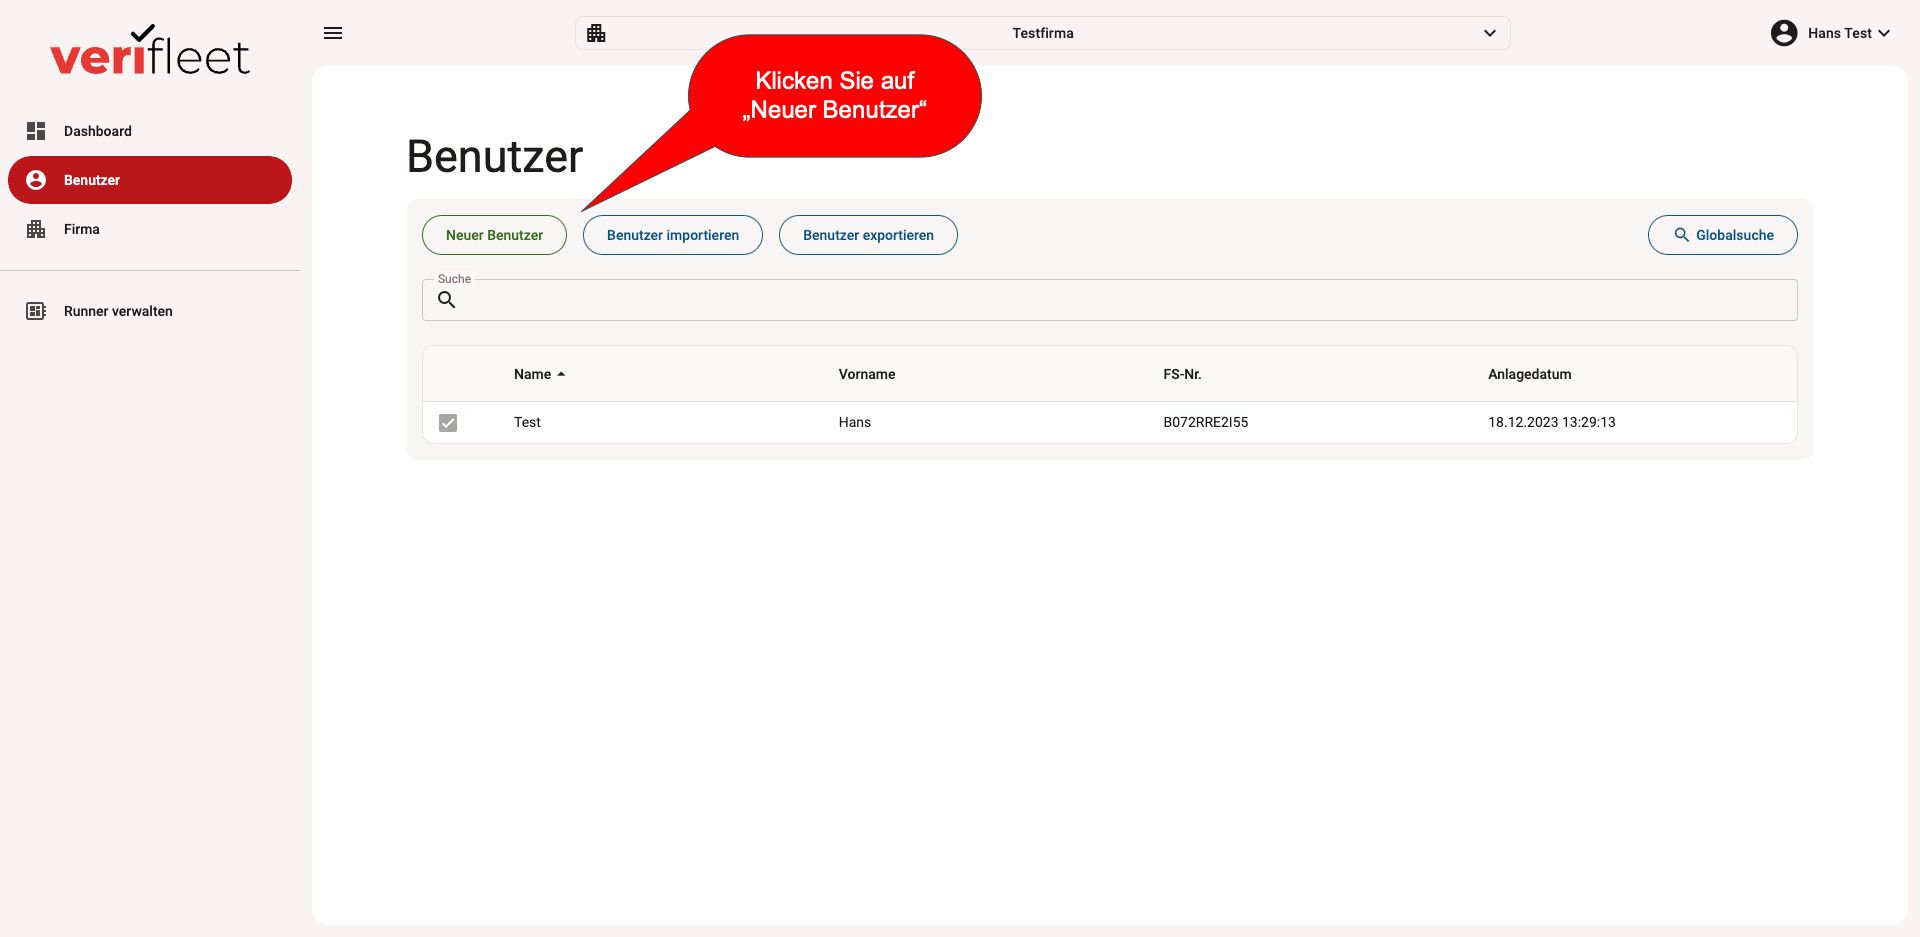 verifleet
Testfirma
Hans Test
Klicken Sie auf
„Neuer Benutzer“
Dashboard
Benutzer
Firma
Runner verwalten
Benutzer
Neuer Benutzer
Benutzer importieren
Benutzer exportieren
Globalsuche
Suche
Name Vorname FS-Nr. Anlagedatum
Test Hans B072RRE2I55 18.12.2023 13:29:13